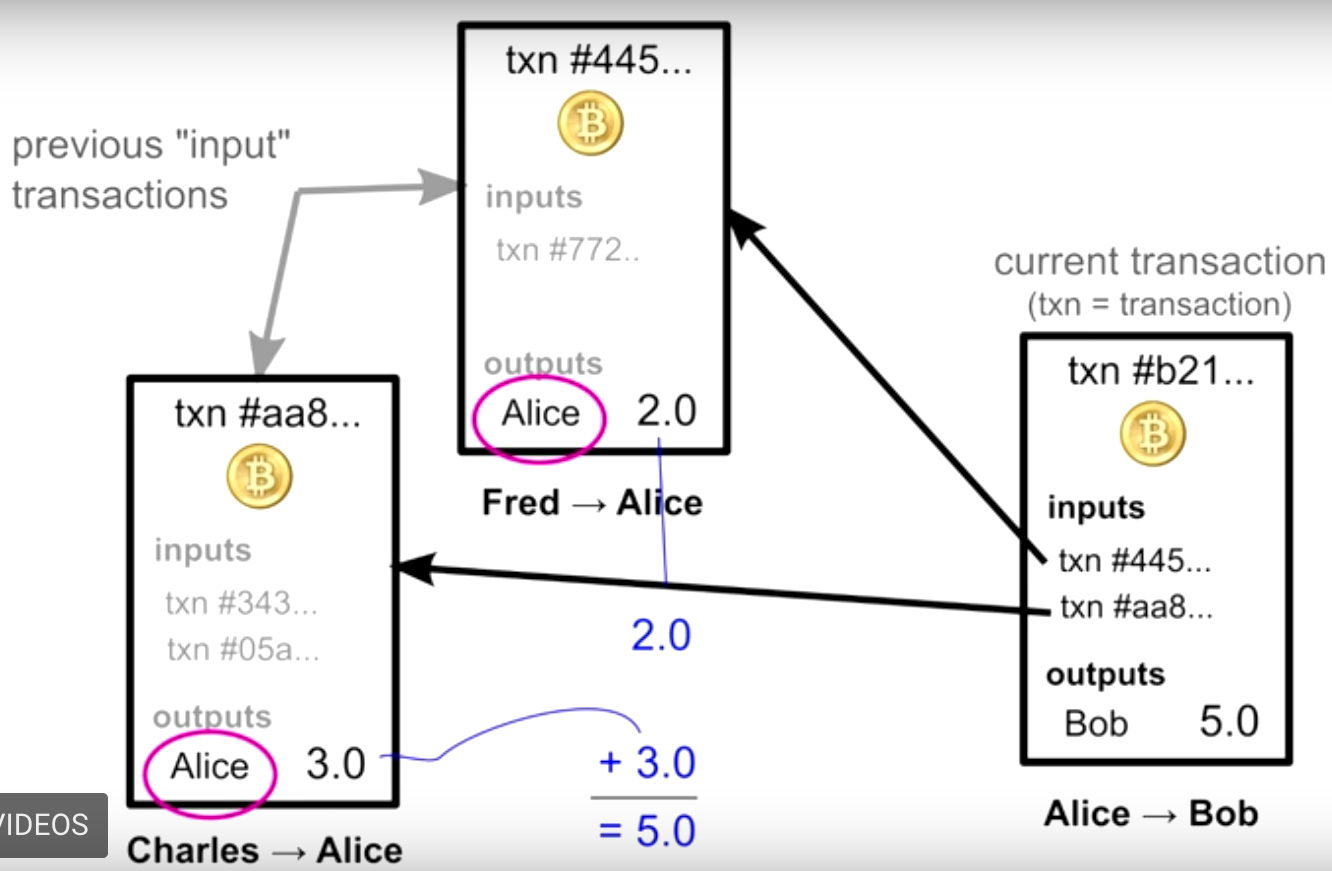 previous "input"
transactions
txn #445...
inputs
txn #772..
outputs
Alice 2.0
Fred → Alice
txn #aa8...
inputs
txn #343...
txn #05a...
outputs
Alice 3.0
Charles → Alice
2.0
+ 3.0
= 5.0
current transaction
(txn = transaction)
txn #b21...
inputs
txn #445...
txn #aa8...
outputs
Bob 5.0
Alice → Bob